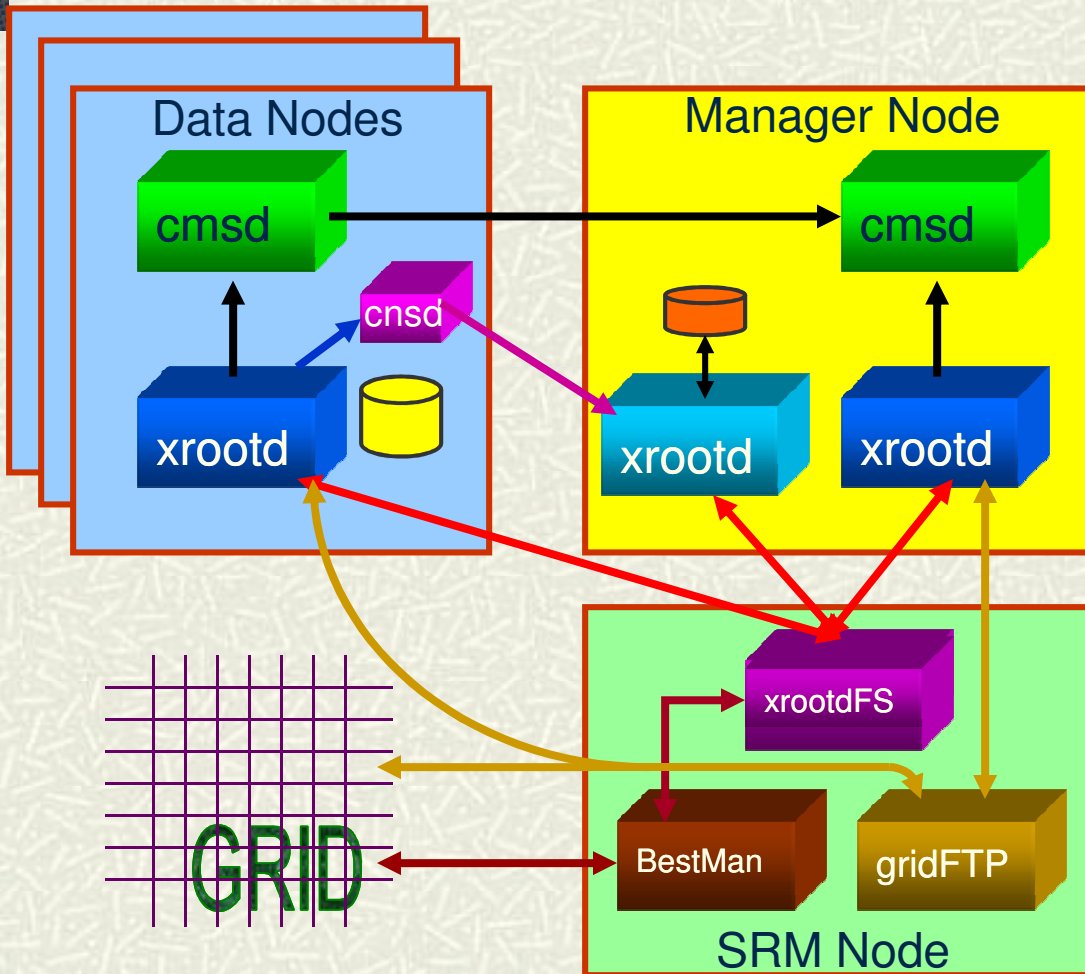 Data Nodes
cmsd
cnsd
xrootd
Manager Node
cmsd
xrootd
xrootd
xrootdFS
BestMan
gridFTP
SRM Node
GRID